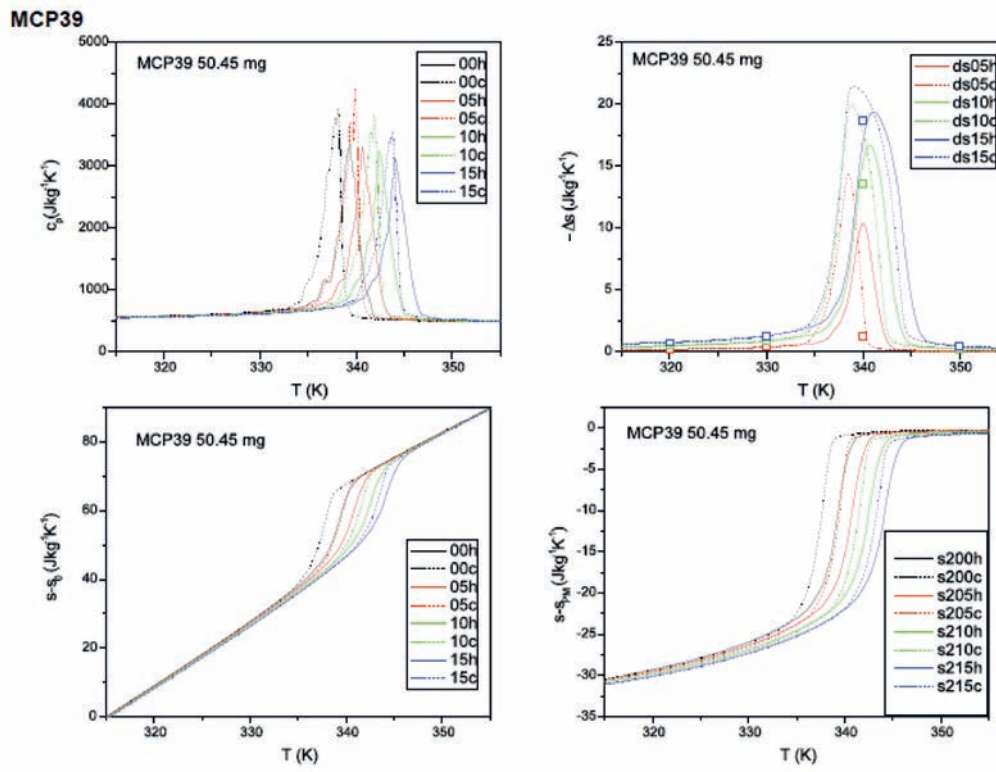 MCP39
5000
4000
3000
2000
1000
0
cp(Jkg⁻¹K⁻¹)
MCP39 50.45 mg
00h
00c
05h
05c
10h
10c
15h
15c
320 330 340 350
T (K)
25
20
15
10
5
0
−Δs (Jkg⁻¹K⁻¹)
MCP39 50.45 mg
ds05h
ds05c
ds10h
ds10c
ds15h
ds15c
320 330 340 350
T (K)
80
60
40
20
0
s-s₀ (Jkg⁻¹K⁻¹)
MCP39 50.45 mg
00h
00c
05h
05c
10h
10c
15h
15c
320 330 340 350
T (K)
0
-5
-10
-15
-20
-25
-30
-35
s-sPM (Jkg⁻¹K⁻¹)
MCP39 50.45 mg
s200h
s200c
s205h
s205c
s210h
s210c
s215h
s215c
320 330 340 350
T (K)